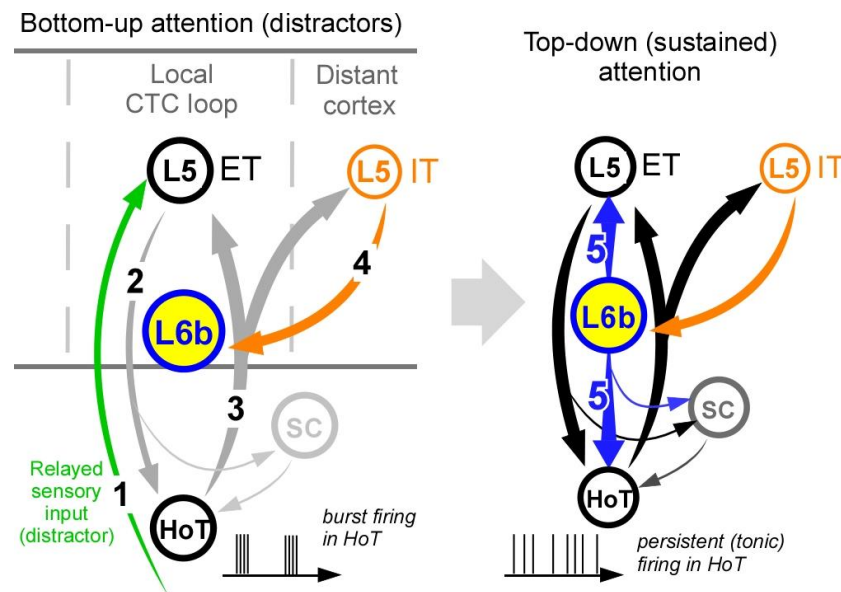 Bottom-up attention (distractors)
Local
CTC loop
Distant
cortex
L5 ET
L5 IT
2
4
L6b
3
SC
Relayed
sensory
input
(distractor)
1
HoT
burst firing
in HoT
Top-down (sustained)
attention
L5 ET
L5 IT
5
L6b
5
SC
HoT
persistent (tonic)
firing in HoT